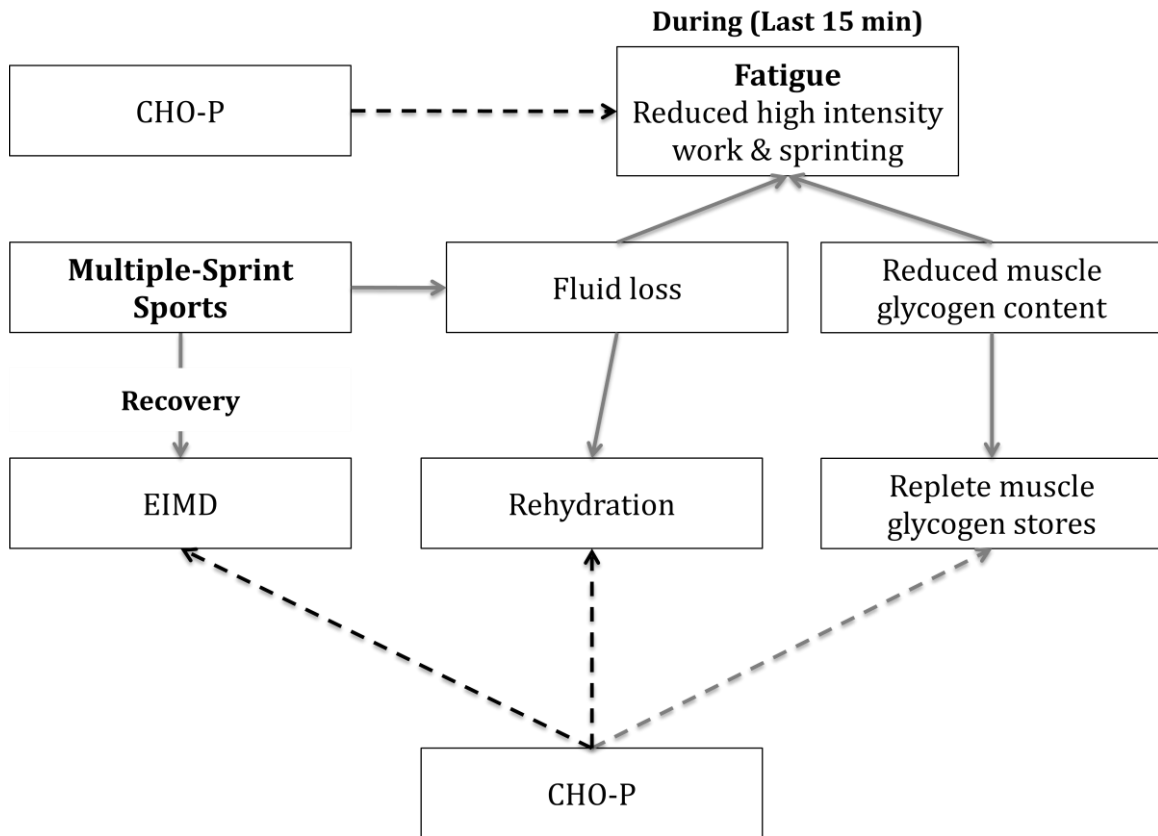 During (Last 15 min)
CHO-P
Fatigue
Reduced high intensity
work & sprinting
Multiple-Sprint
Sports
Fluid loss
Reduced muscle
glycogen content
Recovery
EIMD
Rehydration
Replete muscle
glycogen stores
CHO-P